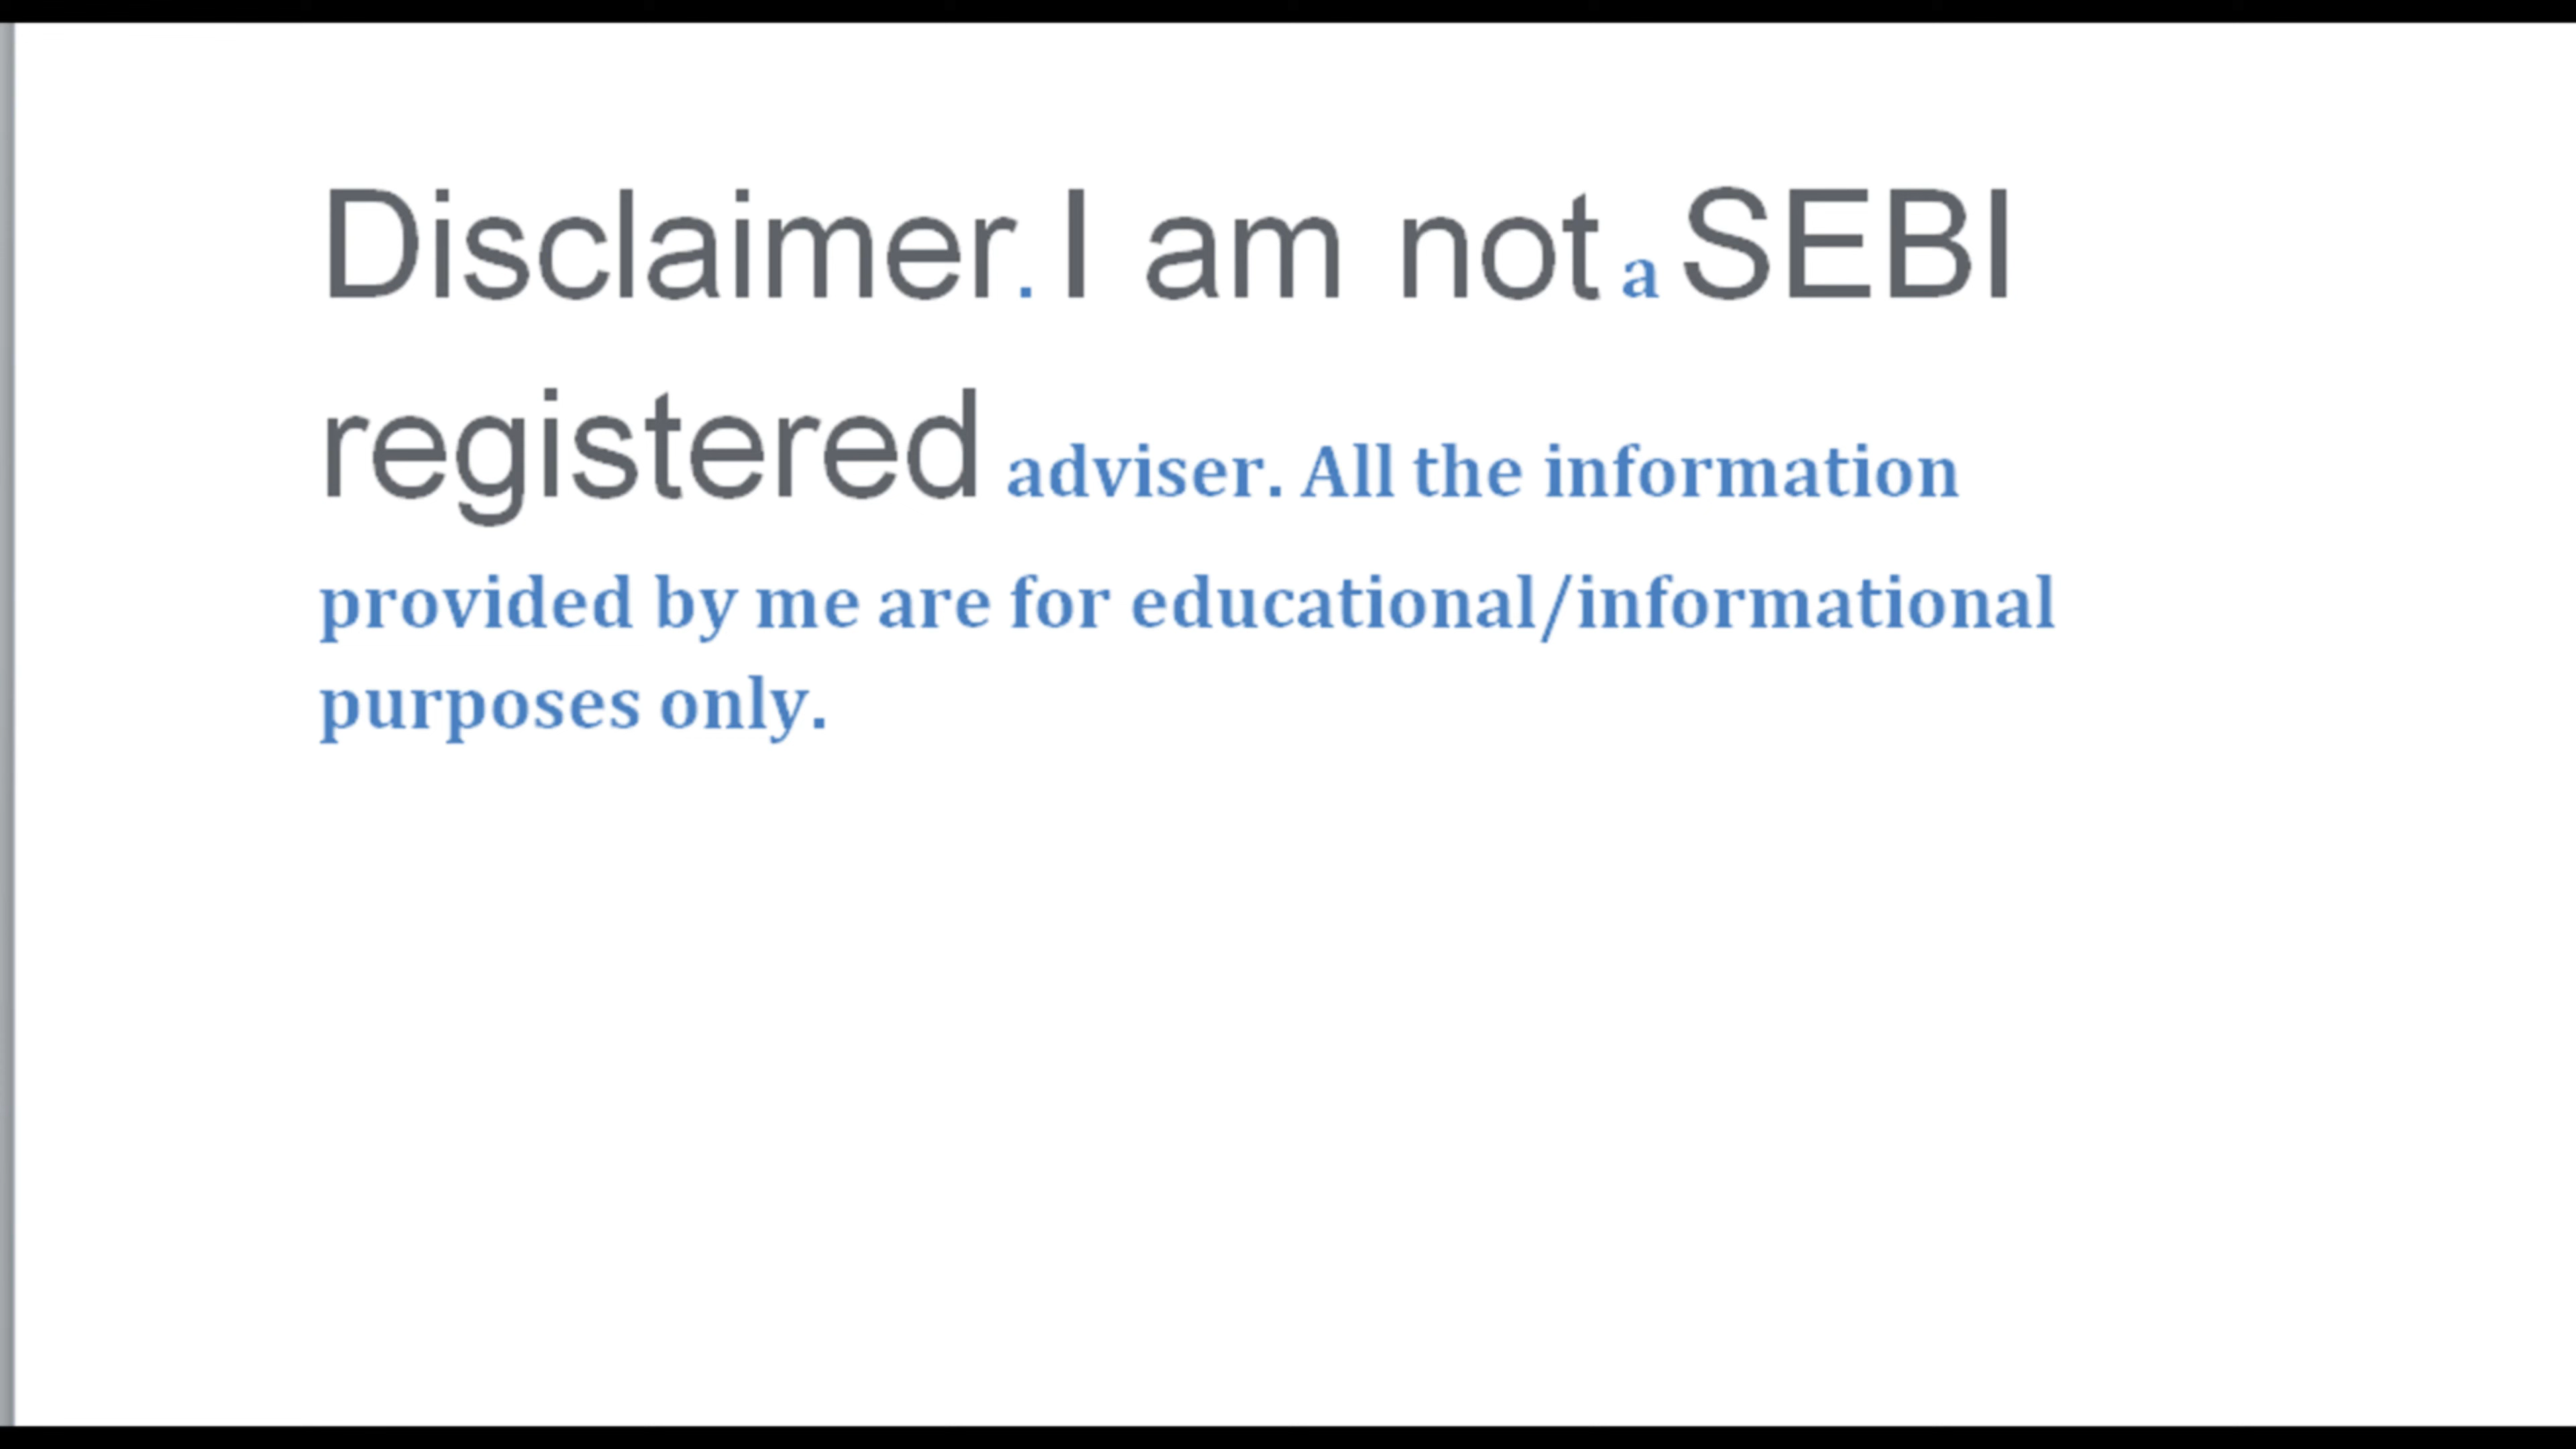 Disclaimer. I am not a SEBI
registered adviser. All the information
provided by me are for educational/informational
purposes only.